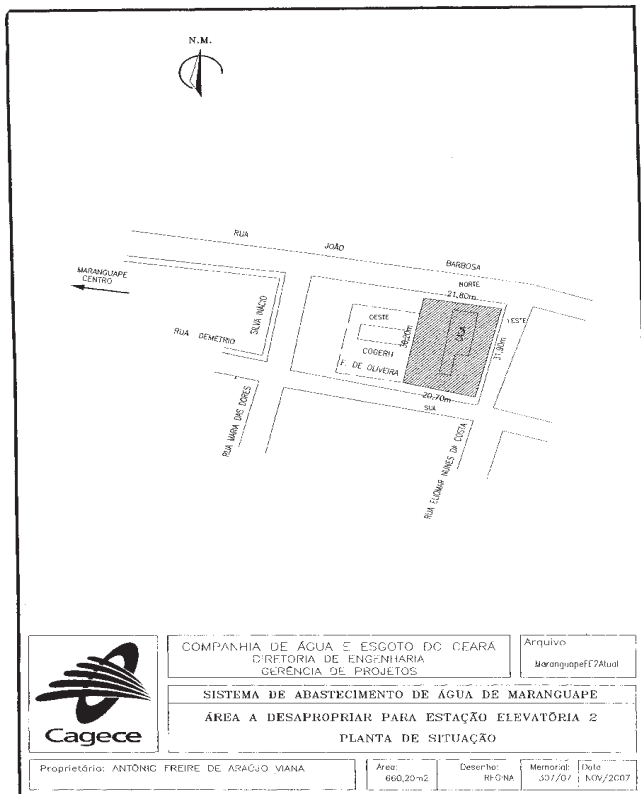 N.M.
RUA JOÃO BARBOSA
MARANGUAPE
CENTRO
NORTE
21,80m
SILVA INÁCIO
OESTE
LESTE
CASA
RUA DEMETRIO
COGERH
31,90m
F. DE OLIVEIRA
20,70m
SUL
RUA MARIA DAS DORES
RUA EUCIMAR NUNES DA COSTA
Cagece
COMPANHIA DE ÁGUA E ESGOTO DO CEARA
DIRETORIA DE ENGENHARIA
GERÊNCIA DE PROJETOS
Arquivo
MaranguapeEE2Atual
SISTEMA DE ABASTECIMENTO DE ÁGUA DE MARANGUAPE
ÁREA A DESAPROPRIAR PARA ESTAÇÃO ELEVATÓRIA 2
PLANTA DE SITUAÇÃO
Proprietário: ANTÔNIO FREIRE DE ARAÚJO VIANA
Área:
660,20m2
Desenho:
REGINA
Memorial:
307/07
Data
NOV/2007